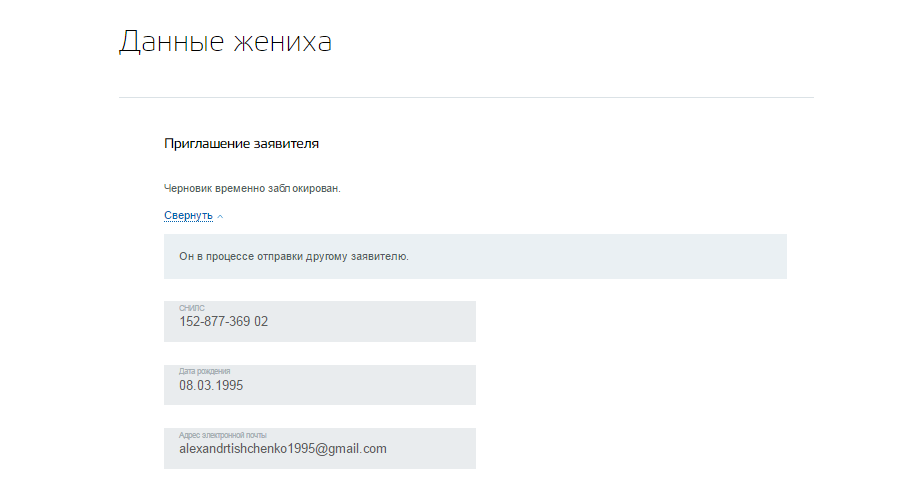 Данные жениха
Приглашение заявителя
Черновик временно заблокирован.
Свернуть
Он в процессе отправки другому заявителю.
СНИЛС
152-877-369 02
Дата рождения
08.03.1995
Адрес электронной почты
alexandrtishchenko1995@gmail.com